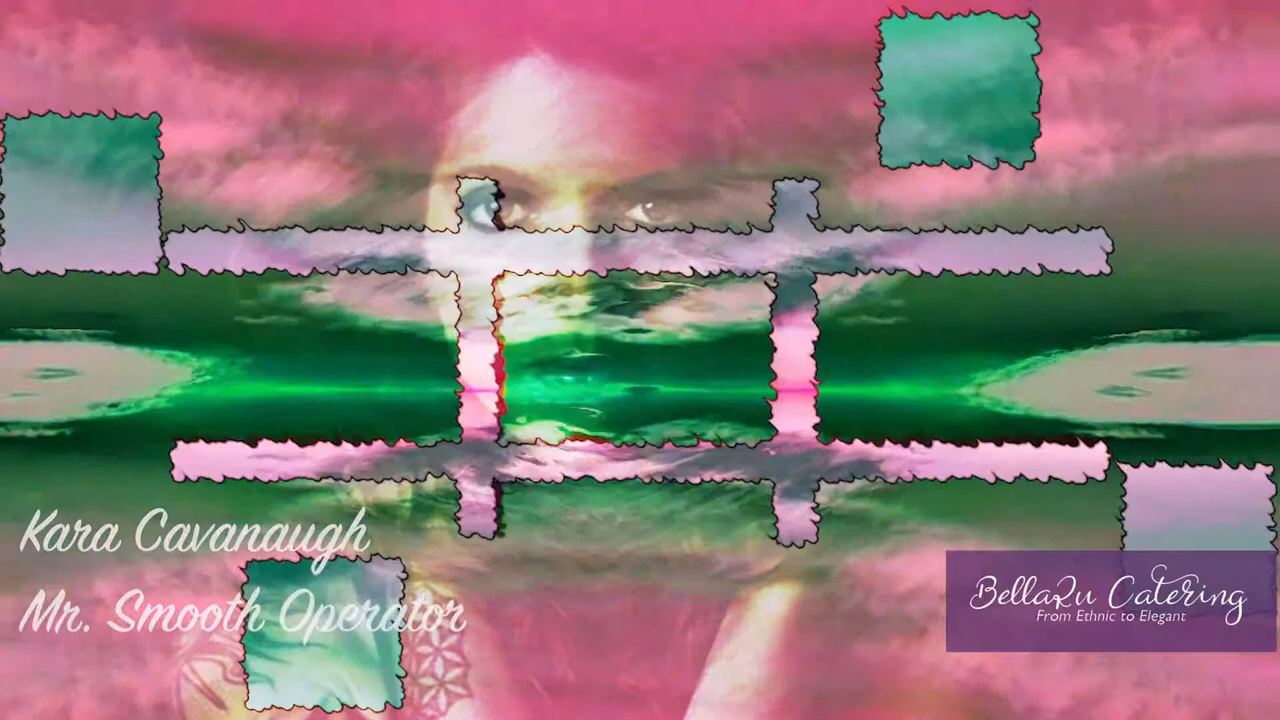 Kara Cavanaugh
Mr. Smooth Operator
BellaRu Catering
From Ethnic to Elegant